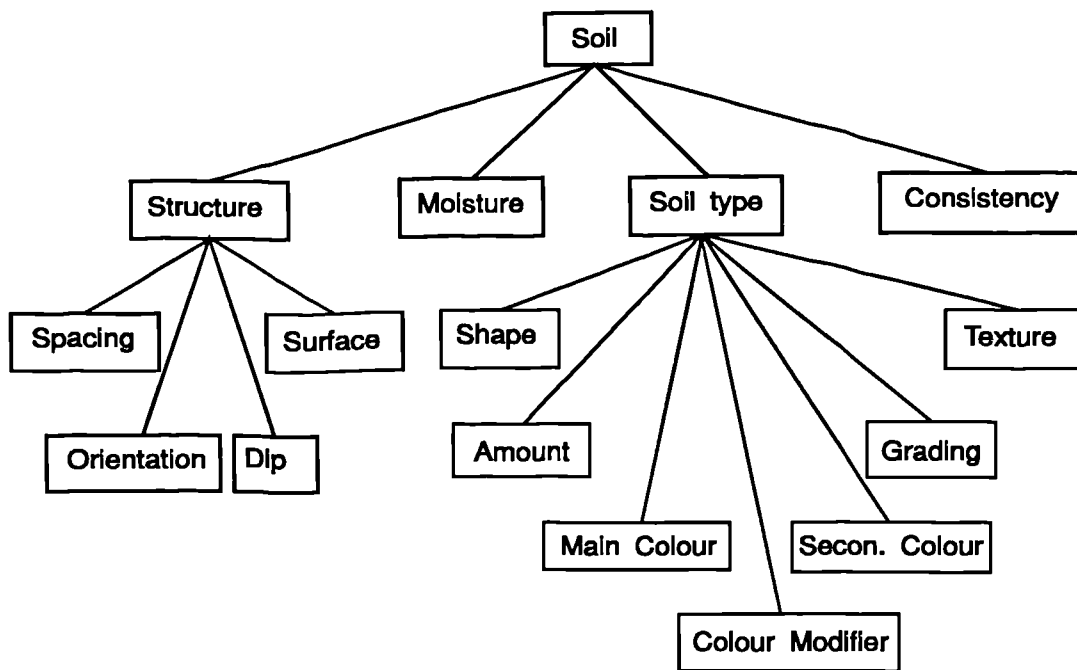 Soil
Structure
Moisture
Soil type
Consistency
Spacing
Surface
Shape
Texture
Orientation
Dip
Amount
Grading
Main Colour
Secon. Colour
Colour Modifier